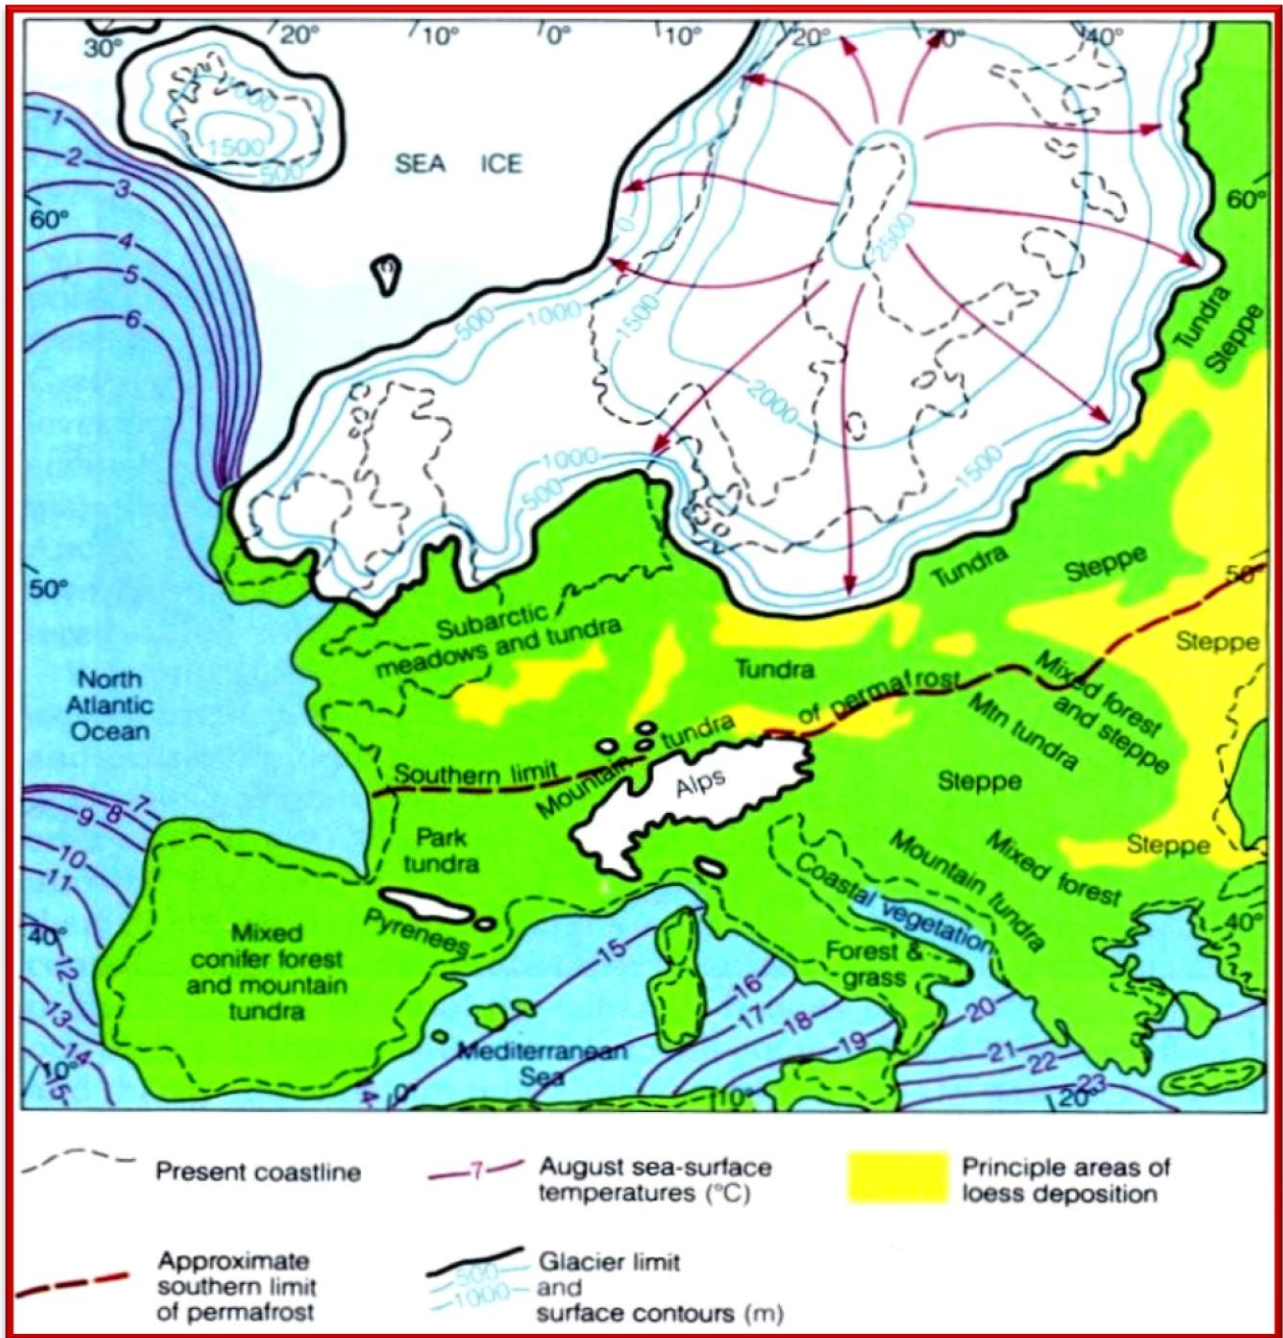 30°
20°
10°
0°
10°
20°
30°
40°
1
2
3
4
5
6
1500
500
SEA ICE
60°
60°
0
500
1000
1500
2500
2000
1500
1000
500
Tundra
Steppe
50°
50°
Tundra
Steppe
Steppe
Subarctic
meadows and tundra
Tundra
North
Atlantic
Ocean
Southern limit
of permafrost
Mountain
tundra
Alps
Mixed forest
and steppe
Mtn tundra
Steppe
Steppe
7
8
9
10
11
12
13
14
15
Park
tundra
Pyrenees
Mixed
conifer forest
and mountain
tundra
Mountain tundra
Mixed forest
Coastal vegetation
Forest &
grass
40°
40°
15
16
17
18
19
20
21
22
23
Mediterranean
Sea
10°
14
0°
10°
20°
Present coastline
7
August sea-surface
temperatures (°C)
Principle areas of
loess deposition
Approximate
southern limit
of permafrost
500
1000
Glacier limit
and
surface contours (m)